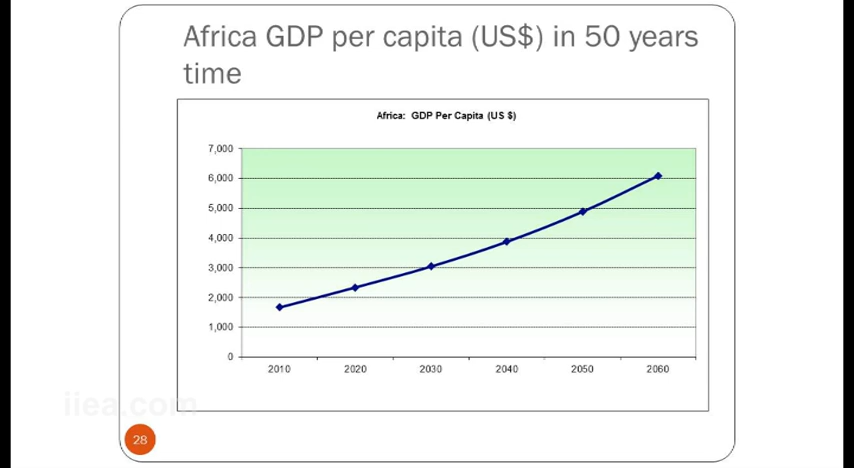 Africa GDP per capita (US$) in 50 years
time
Africa: GDP Per Capita (US $)
7,000
6,000
5,000
4,000
3,000
2,000
1,000
0
2010 2020 2030 2040 2050 2060
iiea.com
28